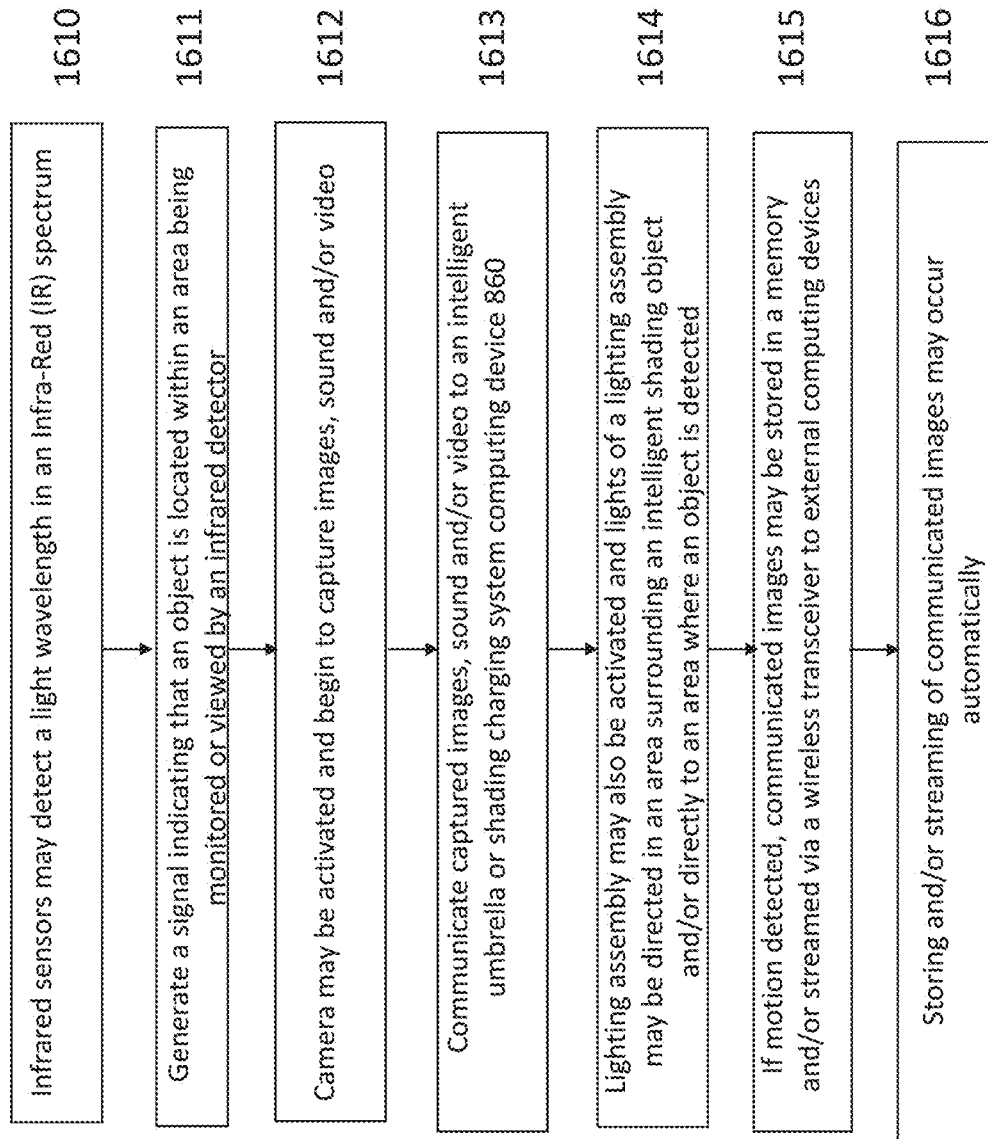 Infrared sensors may detect a light wavelength in an Infra-Red (IR) spectrum
1610
Generate a signal indicating that an object is located within an area being
monitored or viewed by an infrared detector
1611
Camera may be activated and begin to capture images, sound and/or video
1612
Communicate captured images, sound and/or video to an intelligent
umbrella or shading charging system computing device 860
1613
Lighting assembly may also be activated and lights of a lighting assembly
may be directed in an area surrounding an intelligent shading object
and/or directly to an area where an object is detected
1614
If motion detected, communicated images may be stored in a memory
and/or streamed via a wireless transceiver to external computing devices
1615
Storing and/or streaming of communicated images may occur
automatically
1616